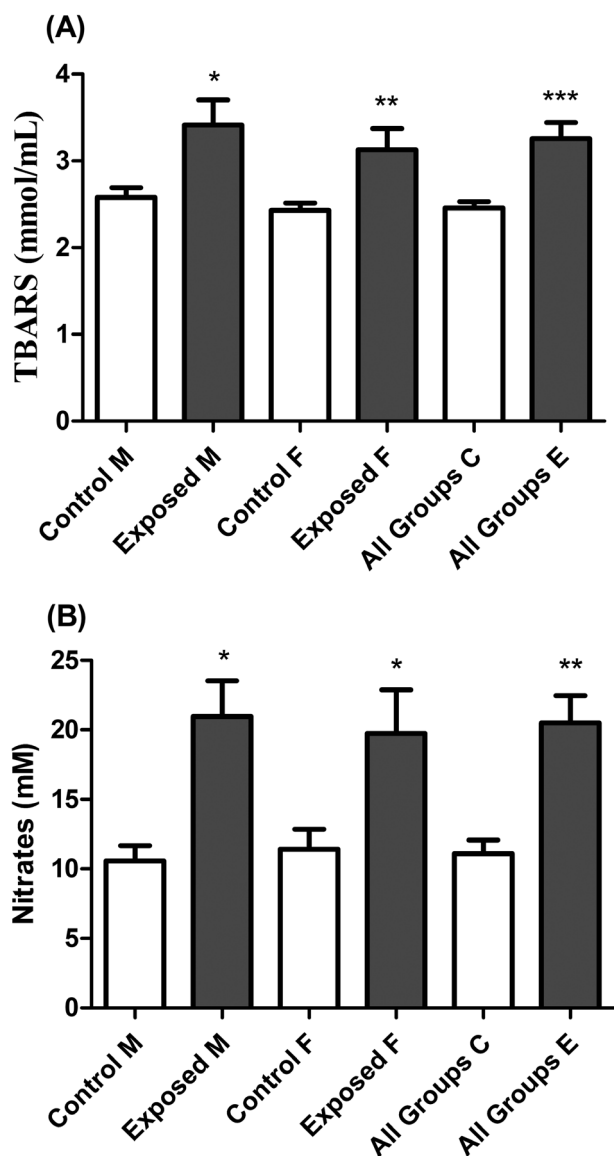 (A)
* ** ***
4
3
2
1
0
TBARS (mmol/mL)
Control M
Exposed M
Control F
Exposed F
All Groups C
All Groups E
(B)
* * **
25
20
15
10
5
0
Nitrates (mM)
Control M
Exposed M
Control F
Exposed F
All Groups C
All Groups E